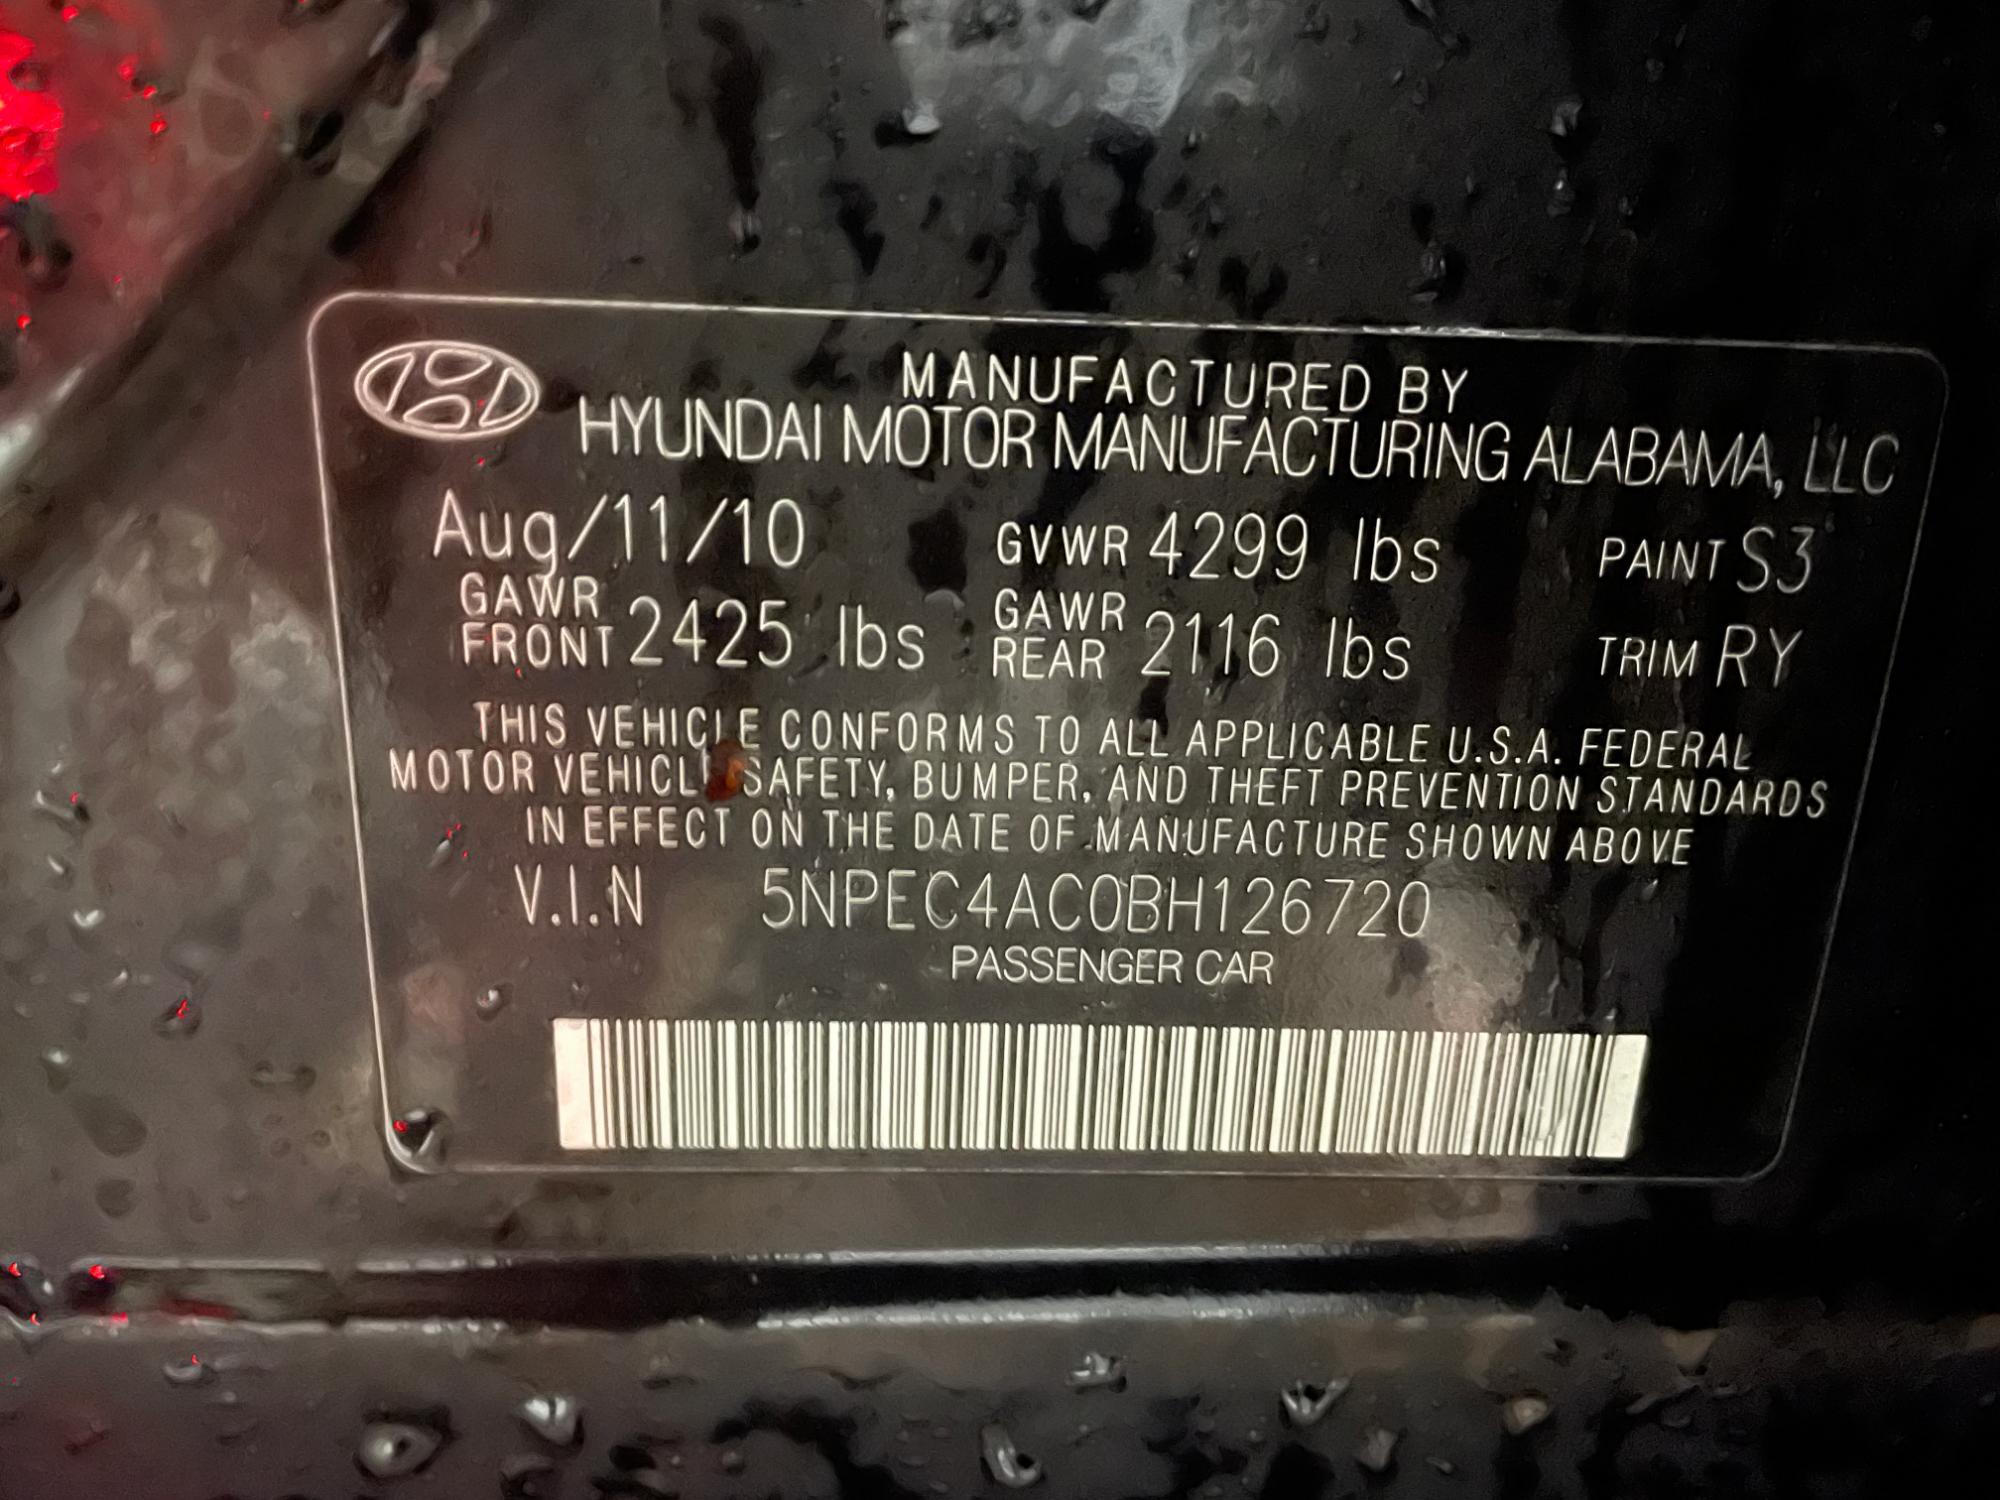 MANUFACTURED BY
HYUNDAI MOTOR MANUFACTURING ALABAMA, LLC
Aug/11/10 GVWR 4299 lbs PAINT S3
GAWR FRONT 2425 lbs GAWR REAR 2116 lbs TRIM RY
THIS VEHICLE CONFORMS TO ALL APPLICABLE U.S.A. FEDERAL
MOTOR VEHICLE SAFETY, BUMPER, AND THEFT PREVENTION STANDARDS
IN EFFECT ON THE DATE OF MANUFACTURE SHOWN ABOVE
V.I.N 5NPEC4AC0BH126720
PASSENGER CAR